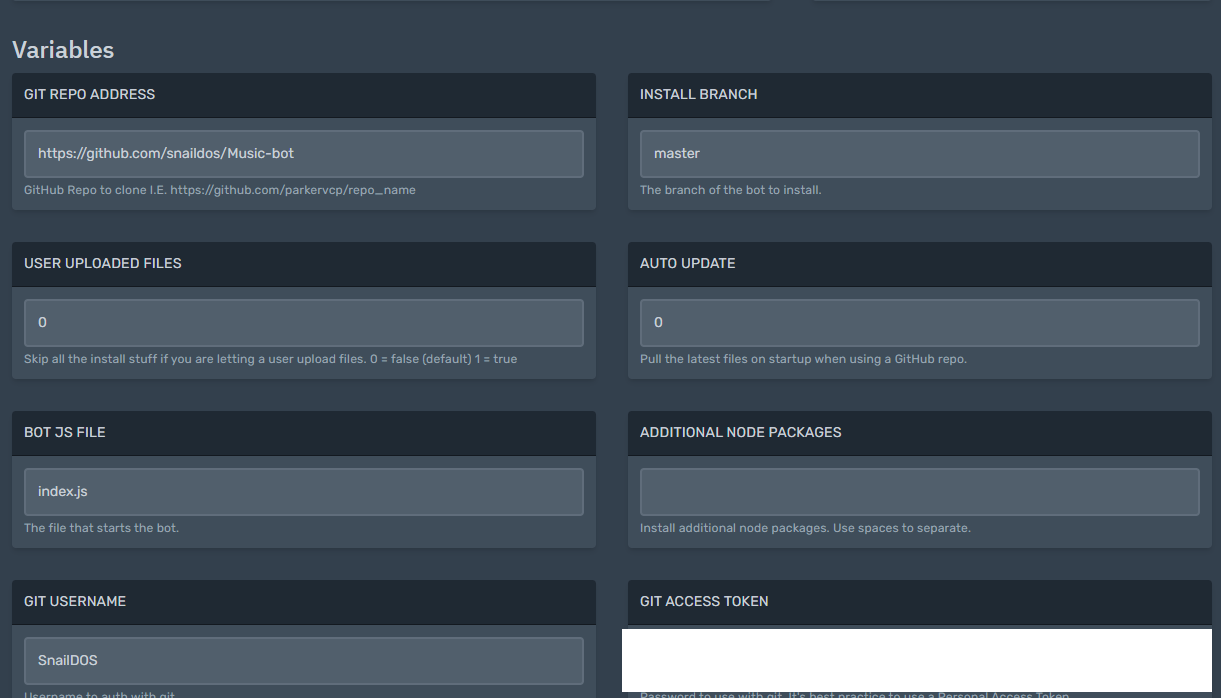 Variables
GIT REPO ADDRESS
https://github.com/snaildos/Music-bot
GitHub Repo to clone I.E. https://github.com/parkervcp/repo_name
INSTALL BRANCH
master
The branch of the bot to install.
USER UPLOADED FILES
0
Skip all the install stuff if you are letting a user upload files. 0 = false (default) 1 = true
AUTO UPDATE
0
Pull the latest files on startup when using a GitHub repo.
BOT JS FILE
index.js
The file that starts the bot.
ADDITIONAL NODE PACKAGES
Install additional node packages. Use spaces to separate.
GIT USERNAME
SnailDOS
Username to auth with git
GIT ACCESS TOKEN
Password to use with git. It's best practice to use a Personal Access Token.